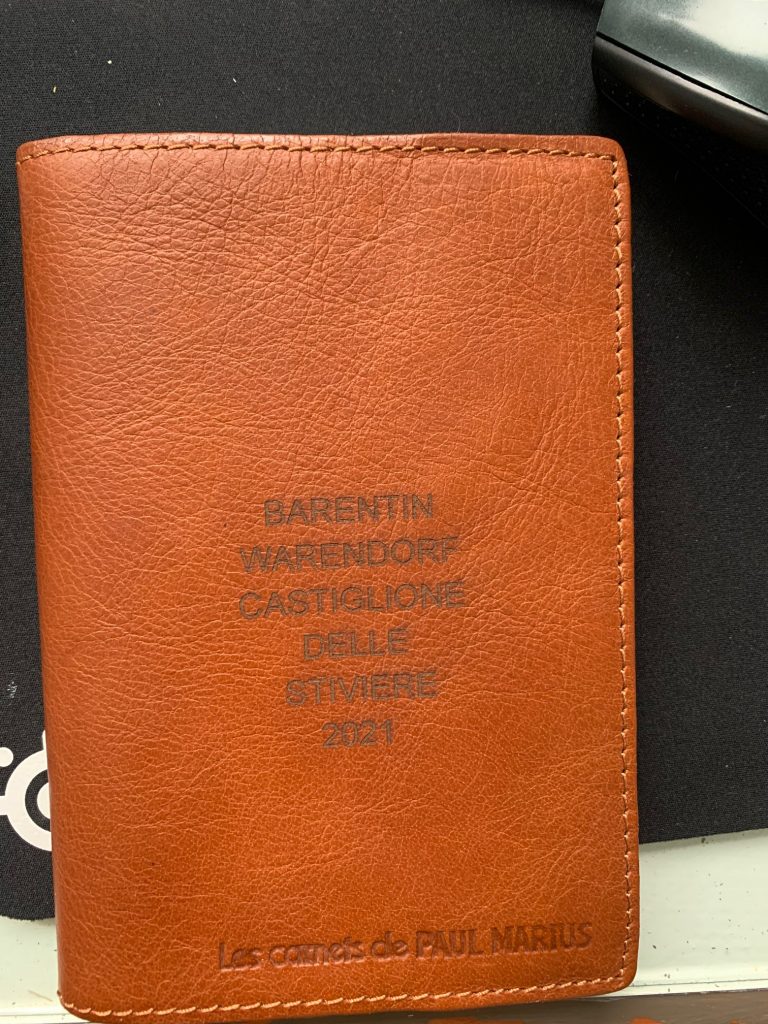 BARENTIN
WARENDORF
CASTIGLIONE
DELLE
STIVIERE
2021
Les carnets de PAUL MARIUS